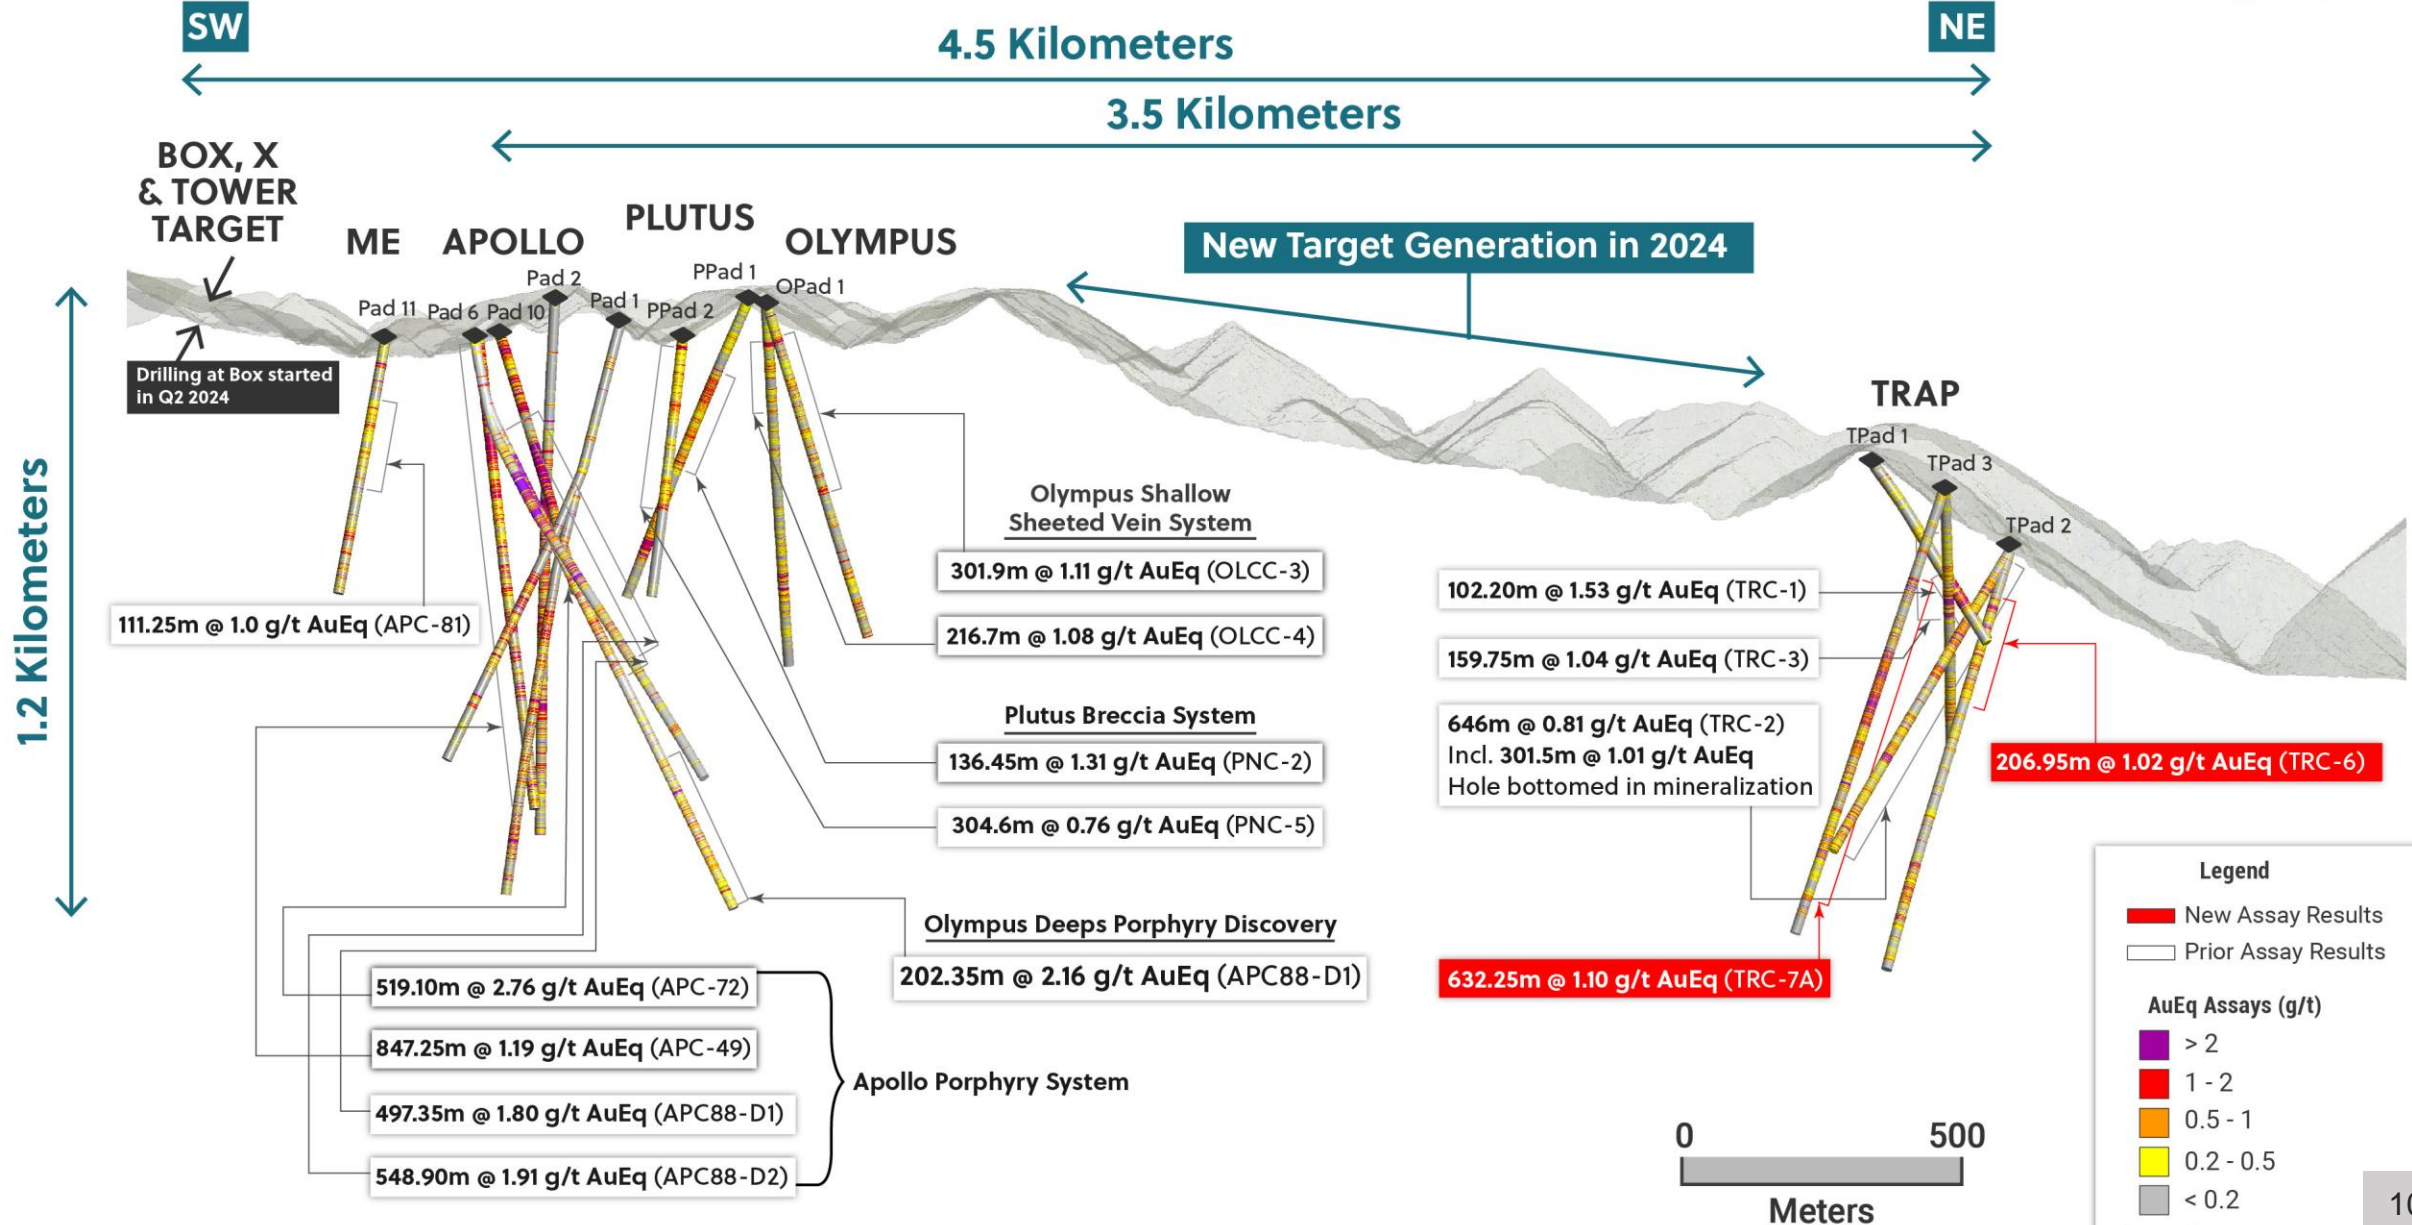 SW
NE
4.5 Kilometers
3.5 Kilometers
BOX, X
& TOWER
TARGET
ME
APOLLO
PLUTUS
OLYMPUS
New Target Generation in 2024
TRAP
Pad 11
Pad 6
Pad 10
Pad 2
Pad 1
PPad 2
PPad 1
OPad 1
TPad 1
TPad 3
TPad 2
Drilling at Box started
in Q2 2024
1.2 Kilometers
111.25m @ 1.0 g/t AuEq (APC-81)
Olympus Shallow
Sheeted Vein System
301.9m @ 1.11 g/t AuEq (OLCC-3)
216.7m @ 1.08 g/t AuEq (OLCC-4)
Plutus Breccia System
136.45m @ 1.31 g/t AuEq (PNC-2)
304.6m @ 0.76 g/t AuEq (PNC-5)
Olympus Deeps Porphyry Discovery
202.35m @ 2.16 g/t AuEq (APC88-D1)
519.10m @ 2.76 g/t AuEq (APC-72)
847.25m @ 1.19 g/t AuEq (APC-49)
497.35m @ 1.80 g/t AuEq (APC88-D1)
548.90m @ 1.91 g/t AuEq (APC88-D2)
Apollo Porphyry System
102.20m @ 1.53 g/t AuEq (TRC-1)
159.75m @ 1.04 g/t AuEq (TRC-3)
646m @ 0.81 g/t AuEq (TRC-2)
Incl. 301.5m @ 1.01 g/t AuEq
Hole bottomed in mineralization
206.95m @ 1.02 g/t AuEq (TRC-6)
632.25m @ 1.10 g/t AuEq (TRC-7A)
0 500
Meters
Legend
New Assay Results
Prior Assay Results
AuEq Assays (g/t)
> 2
1 - 2
0.5 - 1
0.2 - 0.5
< 0.2